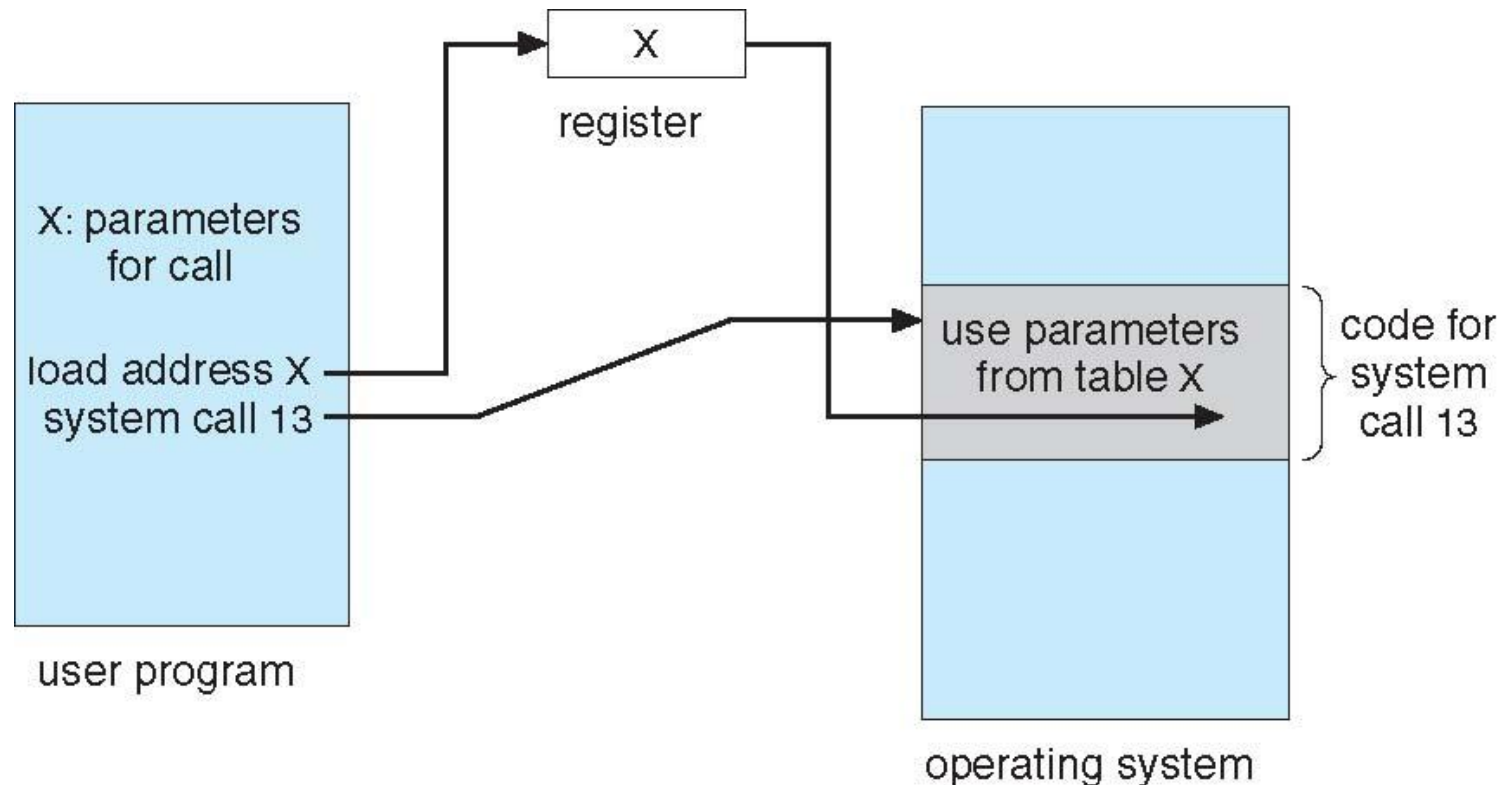 X
register
X: parameters
for call
load address X
system call 13
user program
use parameters
from table X
code for
system
call 13
operating system